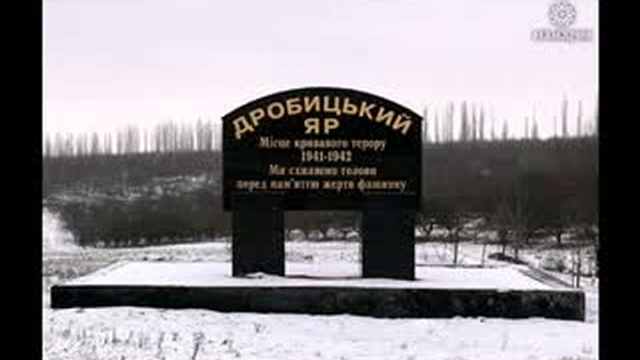 ДРОБИЦЬКИЙ
ЯР
Місце кривавого терору
1941-1942
Ми схиляємо голови
перед пам'яттю жертв фашизму